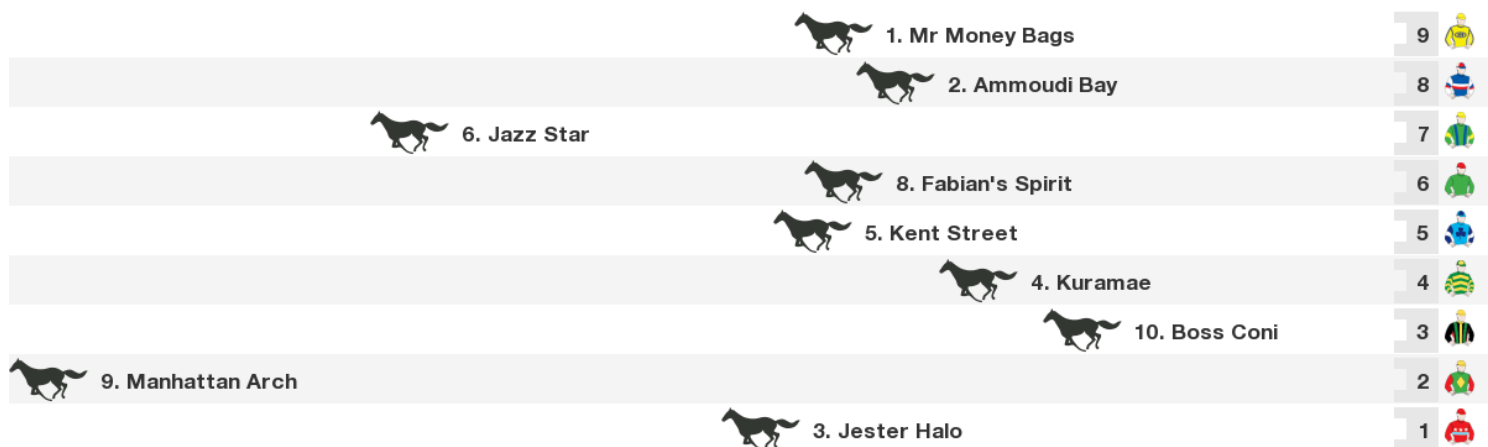 1. Mr Money Bags 9
2. Ammoudi Bay 8
6. Jazz Star 7
8. Fabian's Spirit 6
5. Kent Street 5
4. Kuramae 4
10. Boss Coni 3
9. Manhattan Arch 2
3. Jester Halo 1